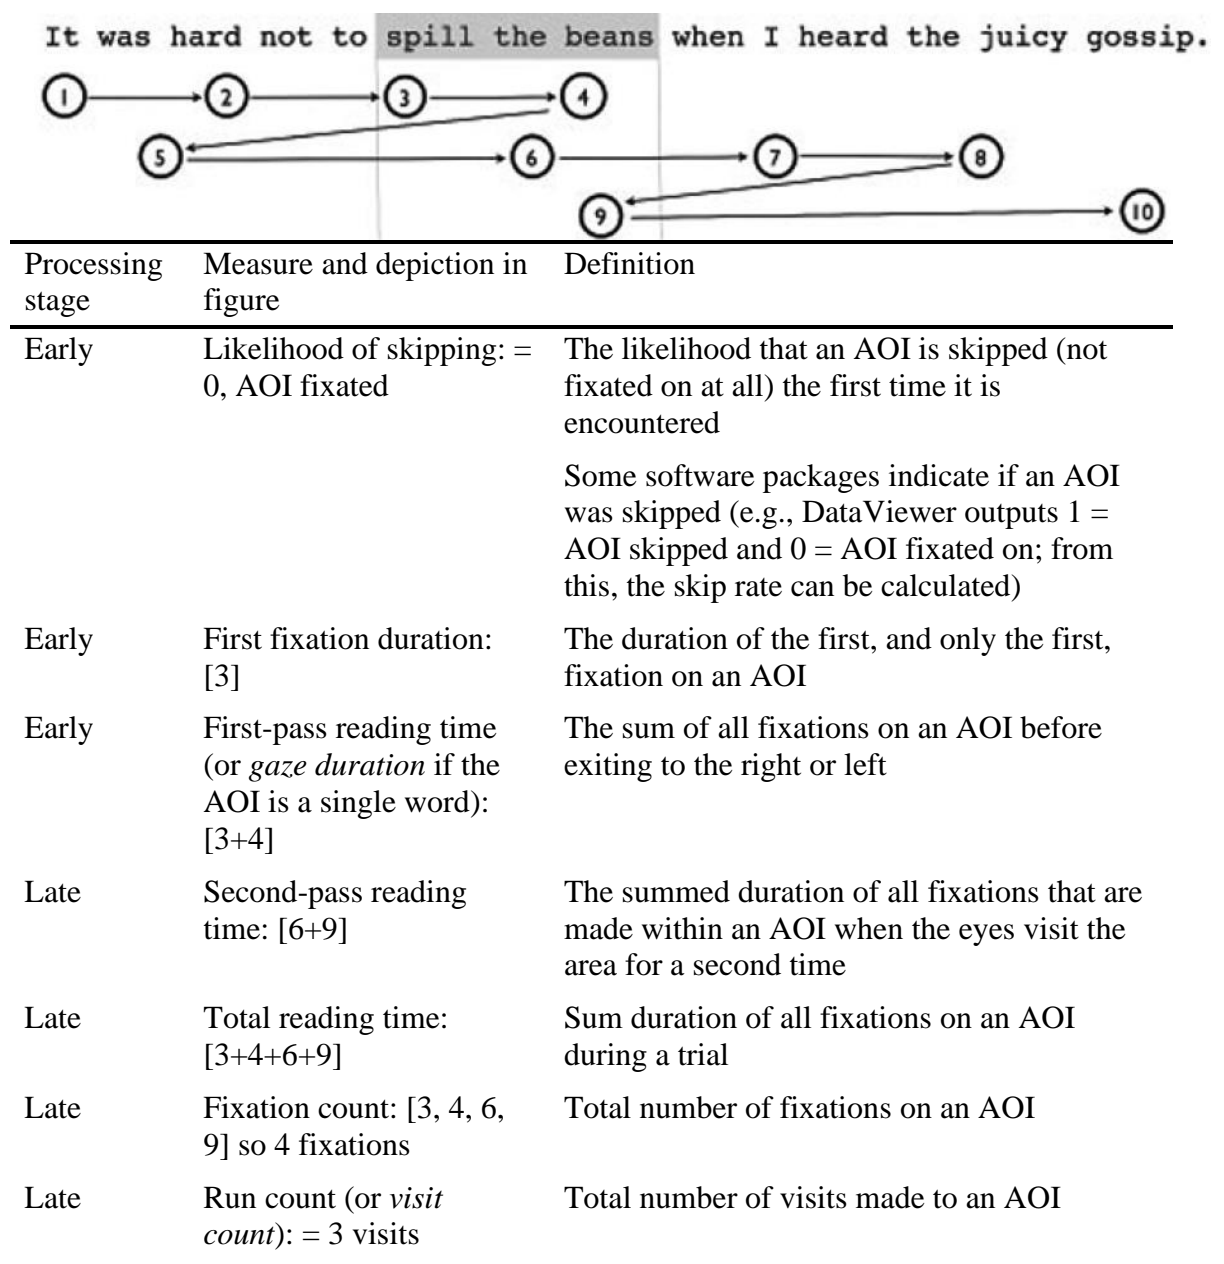 It was hard not to spill the beans when I heard the juicy gossip.
1 2 3 4
5 6 7 8
9 10
Processing stage Measure and depiction in figure Definition
Early Likelihood of skipping: = 0, AOI fixated
The likelihood that an AOI is skipped (not
fixated on at all) the first time it is
encountered
Some software packages indicate if an AOI
was skipped (e.g., DataViewer outputs 1 =
AOI skipped and 0 = AOI fixated on; from
this, the skip rate can be calculated)
Early
First fixation duration:
[3]
The duration of the first, and only the first,
fixation on an AOI
Early
First-pass reading time
(or gaze duration if the
AOI is a single word):
[3+4]
The sum of all fixations on an AOI before
exiting to the right or left
Late
Second-pass reading
time: [6+9]
The summed duration of all fixations that are
made within an AOI when the eyes visit the
area for a second time
Late
Total reading time:
[3+4+6+9]
Sum duration of all fixations on an AOI
during a trial
Late
Fixation count: [3, 4, 6,
9] so 4 fixations
Total number of fixations on an AOI
Late
Run count (or visit
count): = 3 visits
Total number of visits made to an AOI